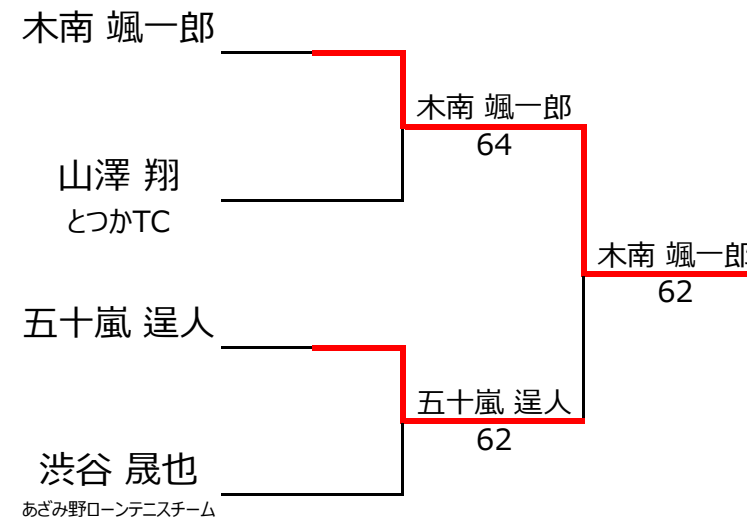 木南 颯一郎
木南 颯一郎
64
山澤 翔
とつかTC
木南 颯一郎
62
五十嵐 逞人
五十嵐 逞人
62
渋谷 晟也
あざみ野ローンテニスチーム